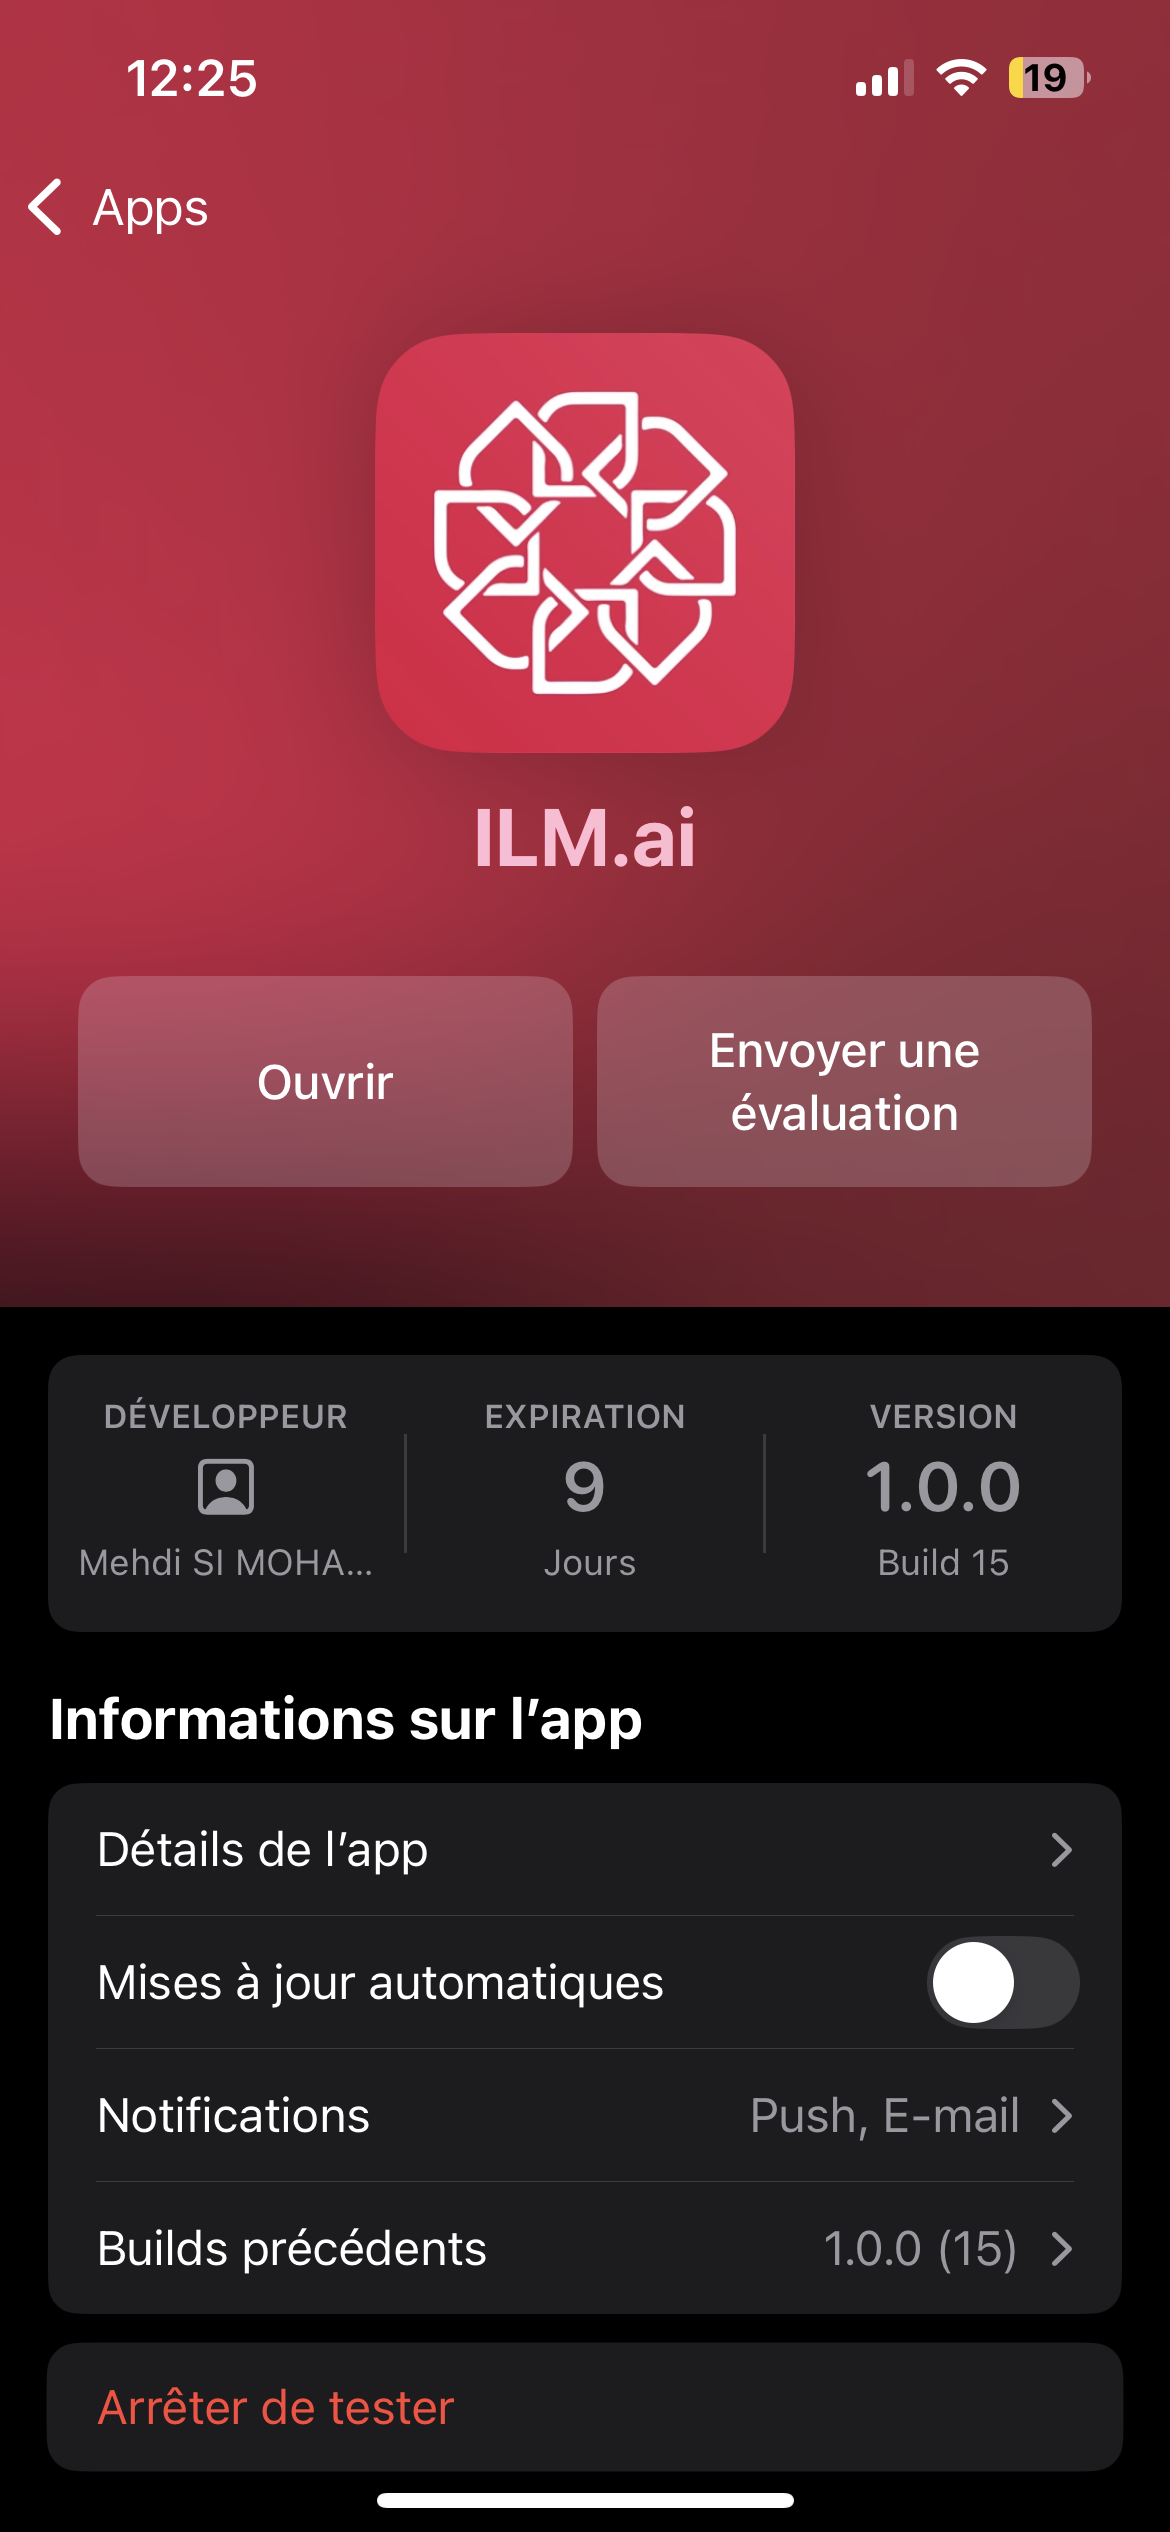 12:25
19
Apps
ILM.ai
Ouvrir
Envoyer une
évaluation
DÉVELOPPEUR
Mehdi SI MOHA...
EXPIRATION
9
Jours
VERSION
1.0.0
Build 15
Informations sur l’app
Détails de l’app
Mises à jour automatiques
Notifications Push, E-mail
Builds précédents 1.0.0 (15)
Arrêter de tester